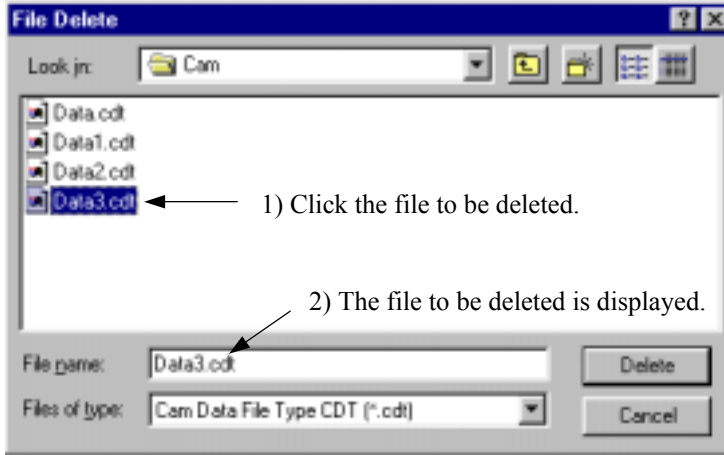 File Delete
Look in: Cam
Data.cdt
Data1.cdt
Data2.cdt
Data3.cdt
1) Click the file to be deleted.
2) The file to be deleted is displayed.
File name: Data3.cdt Delete
Files of type: Cam Data File Type CDT (*.cdt) Cancel